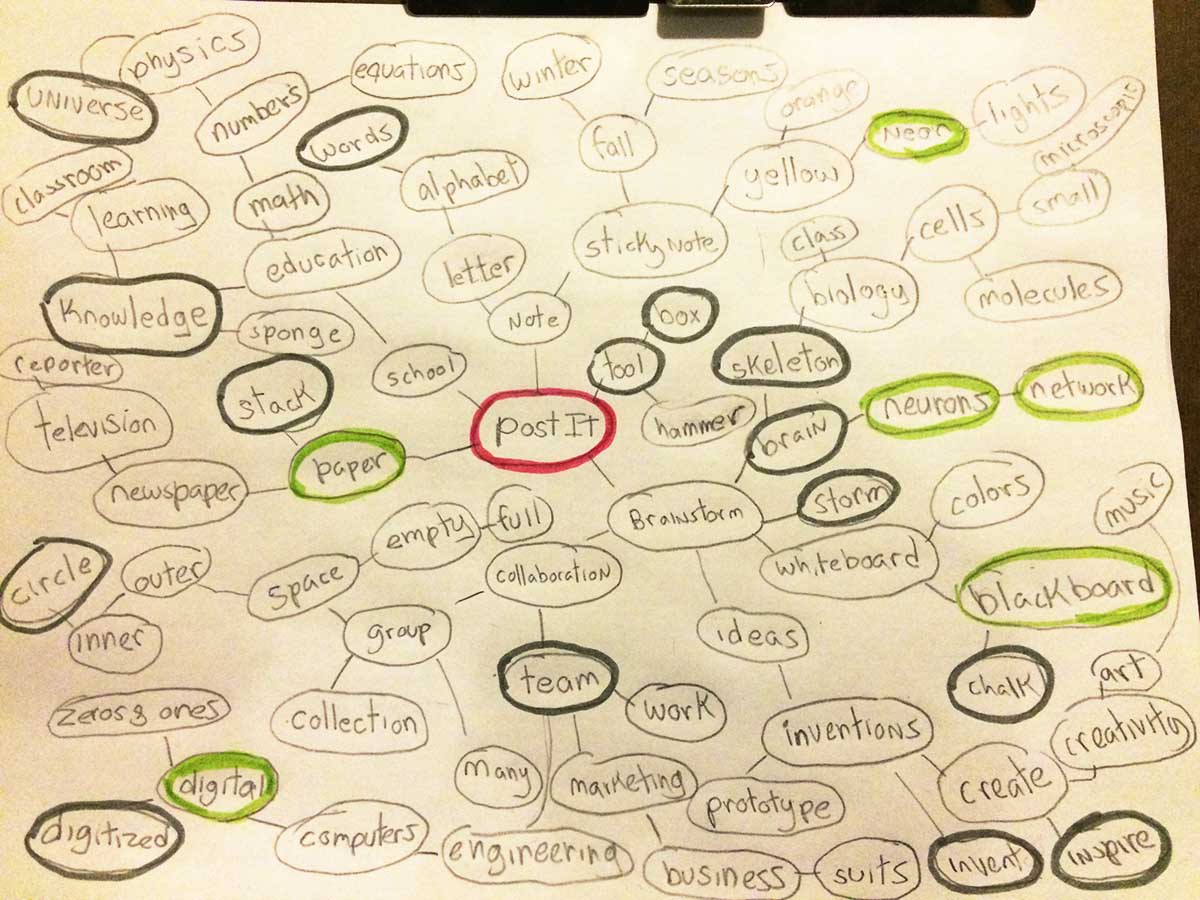 physics
equations
winter
seasons
UNIVERSE
numbers
words
fall
orange
Neon
lights
microscopic
classroom
learning
math
alphabet
yellow
small
cells
education
letter
sticky NOTE
class
biology
molecules
Knowledge
sponge
NOTE
box
reporter
stack
school
tool
skeleton
television
post It
hammer
brain
neurons
network
paper
newspaper
empty
full
Brainstorm
storm
colors
music
circle
outer
space
collaboration
whiteboard
blackboard
inner
group
ideas
zeros & ones
collection
team
work
chalk
art
inventions
creativity
digital
many
marketing
prototype
create
digitized
computers
engineering
business
suits
invent
inspire